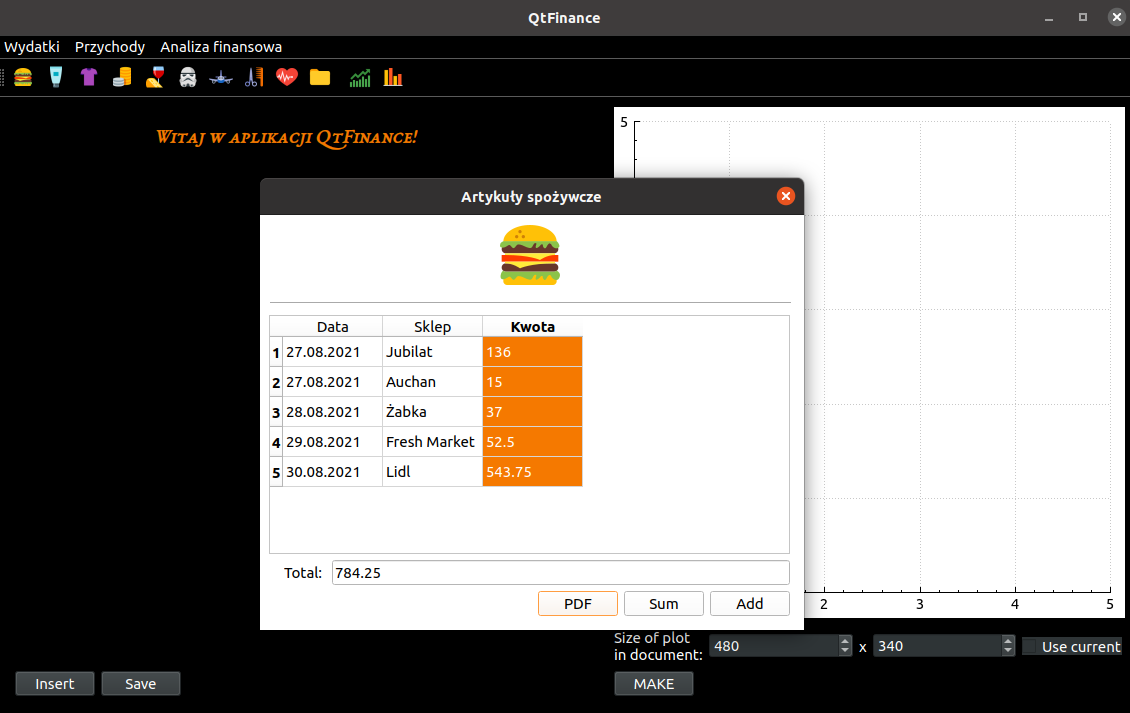 QtFinance
Wydatki Przychody Analiza finansowa
Witaj w aplikacji QtFinance!
5
Artykuły spożywcze
Data Sklep Kwota
1 27.08.2021 Jubilat 136
2 27.08.2021 Auchan 15
3 28.08.2021 Żabka 37
4 29.08.2021 Fresh Market 52.5
5 30.08.2021 Lidl 543.75
Total: 784.25
PDF Sum Add
2 3 4 5
Size of plot
in document: 480 x 340 Use current
Insert Save MAKE